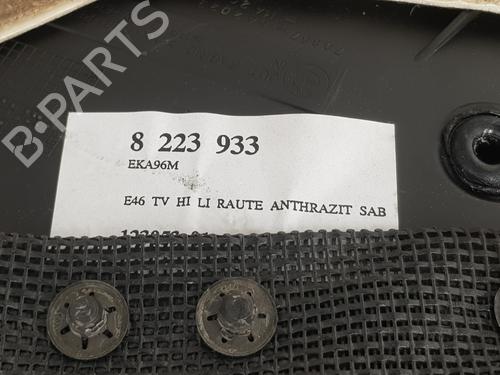 B-PARTS
8 223 933
EKA96M
E46 TV HI LI RAUTE ANTHRAZIT SAB